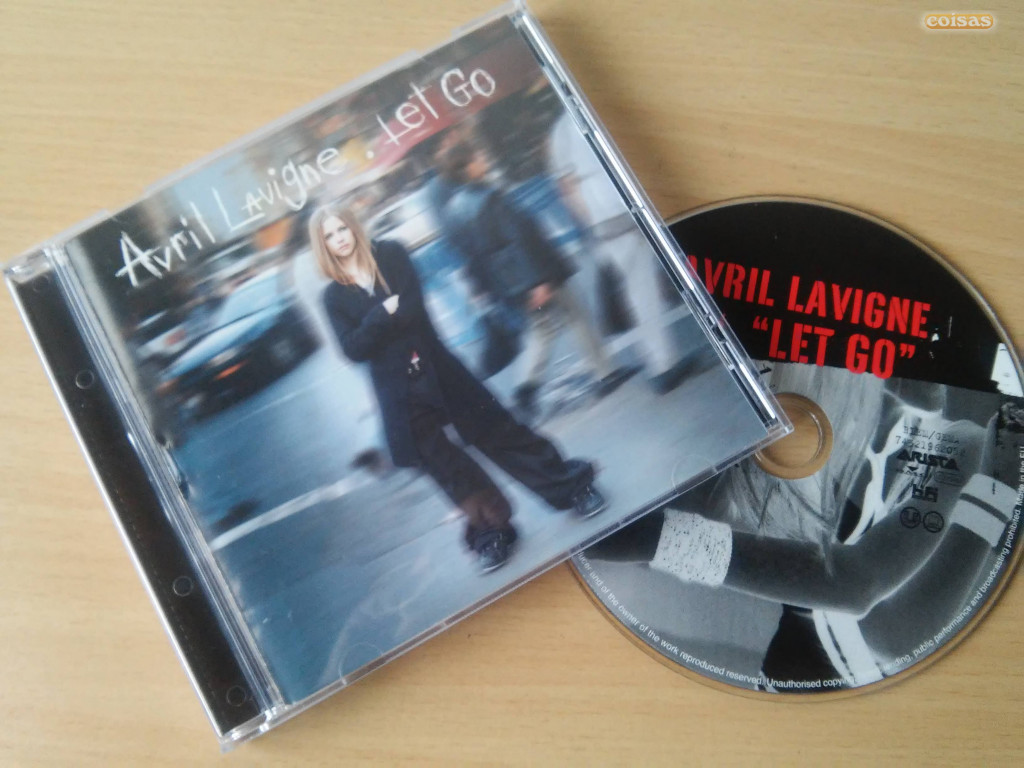 coisas
Avril Lavigne . Let Go
AVRIL LAVIGNE
"LET GO"
ARISTA
and of the owner of the work reproduced reserved. Unauthorised copying
public performance and broadcasting prohibited. Made in the EU